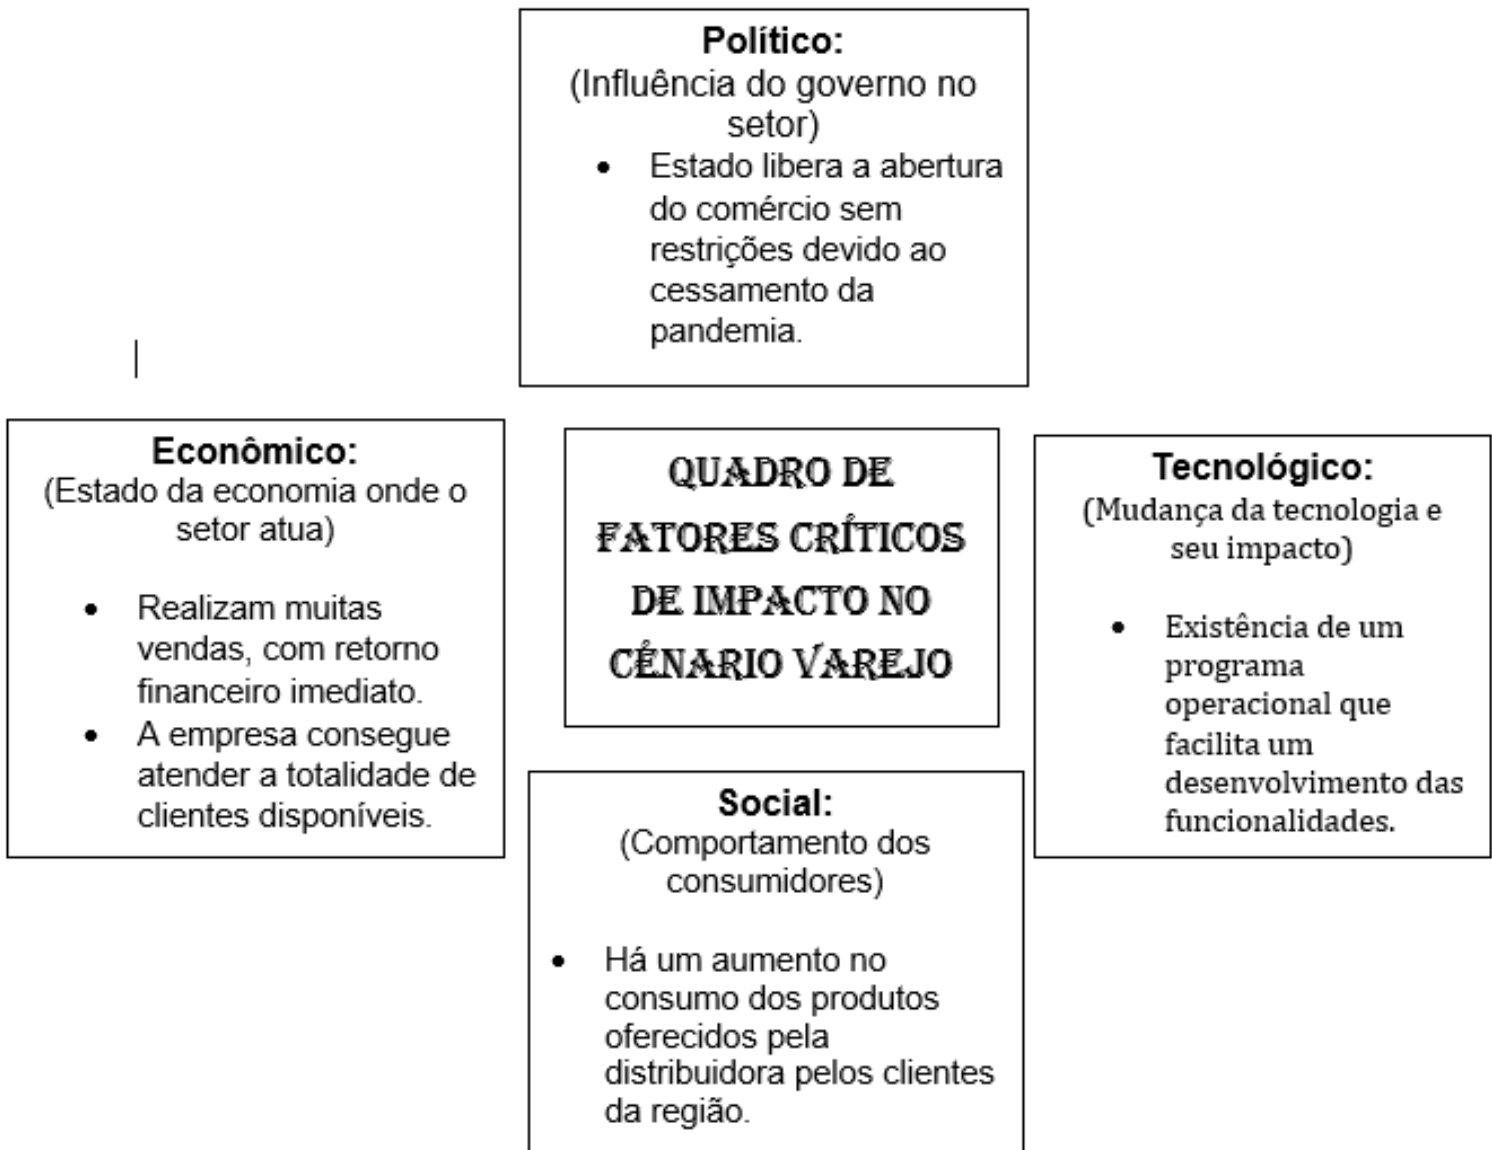 Político:
(Influência do governo no
setor)
• Estado libera a abertura
do comércio sem
restrições devido ao
cessamento da
pandemia.
Econômico:
(Estado da economia onde o
setor atua)
• Realizam muitas
vendas, com retorno
financeiro imediato.
• A empresa consegue
atender a totalidade de
clientes disponíveis.
QUADRO DE
FATORES CRÍTICOS
DE IMPACTO NO
CÉNARIO VAREJO
Tecnológico:
(Mudança da tecnologia e
seu impacto)
• Existência de um
programa
operacional que
facilita um
desenvolvimento das
funcionalidades.
Social:
(Comportamento dos
consumidores)
• Há um aumento no
consumo dos produtos
oferecidos pela
distribuidora pelos clientes
da região.